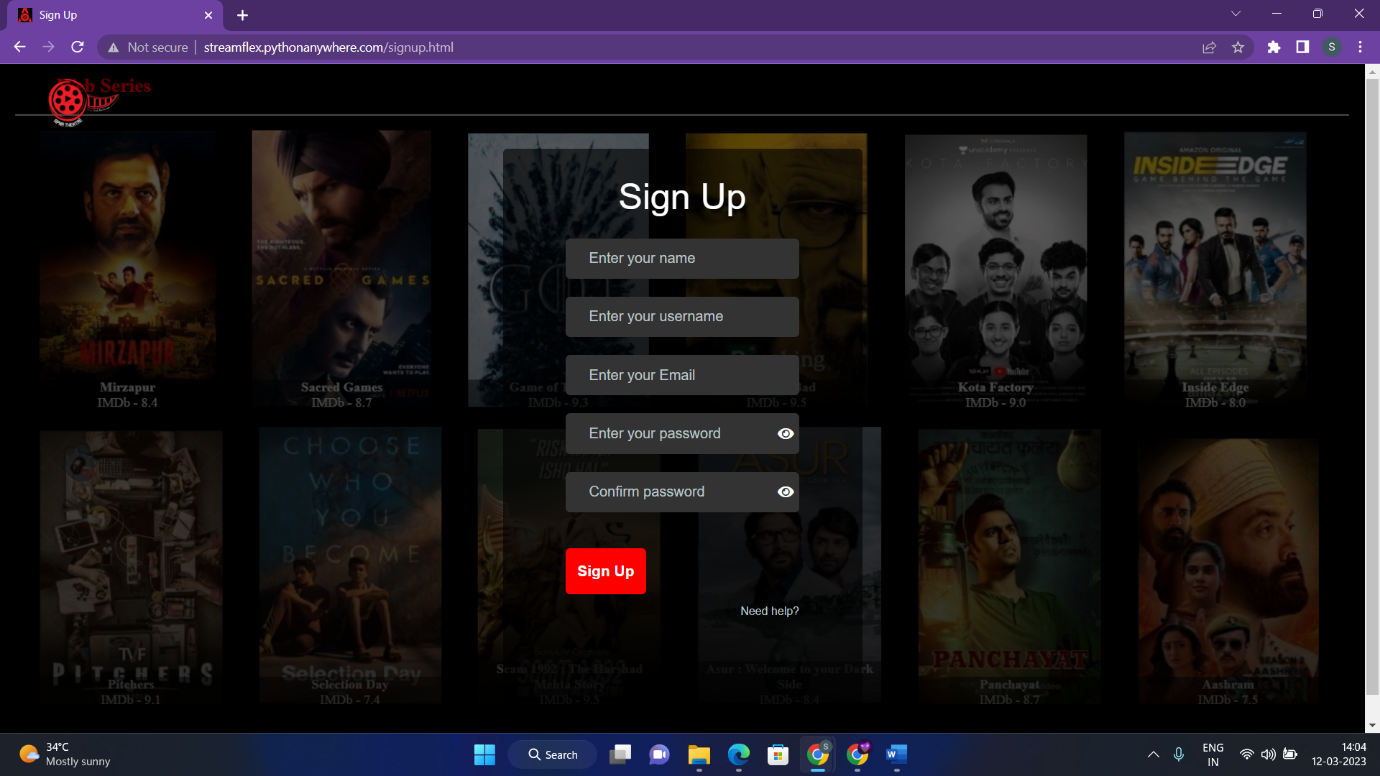 Sign Up
Not secure
streamflex.pythonanywhere.com/signup.html
S
b Series
Sign Up
Enter your name
Enter your username
Enter your Email
Enter your password
Confirm password
Sign Up
Need help?
SACRED GAMES
NETFLIX
MIRZAPUR
KOTA FACTORY
YouTube
AMAZON ORIGINAL
INSIDE EDGE
GAME BEHIND THE GAME
ALL EPISODES
Mirzapur
IMDb - 8.4
Sacred Games
IMDb - 8.7
Game of T
IMDb - 9.3
ad
IMDb - 9.5
Kota Factory
IMDb - 9.0
Inside Edge
IMDb - 8.0
TVF
PITCHERS
CHOOSE
WHO
YOU
BECOME
Selection Day
ASUR
PANCHAYAT
AASHRAM
Pitchers
IMDb - 9.1
Selection Day
IMDb - 7.4
Scam 1992 : The Harshad
Mehta Story
IMDb - 9.5
Asur : Welcome to your Dark
Side
IMDb - 8.4
Panchayat
IMDb - 8.7
Aashram
IMDb - 7.5
34°C
Mostly sunny
Search
ENG
IN
14:04
12-03-2023